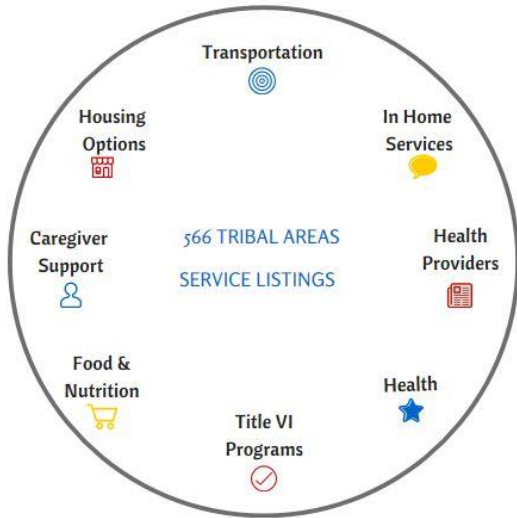 Transportation
Housing
Options
In Home
Services
Caregiver
Support
566 TRIBAL AREAS
SERVICE LISTINGS
Health
Providers
Food &
Nutrition
Health
Title VI
Programs